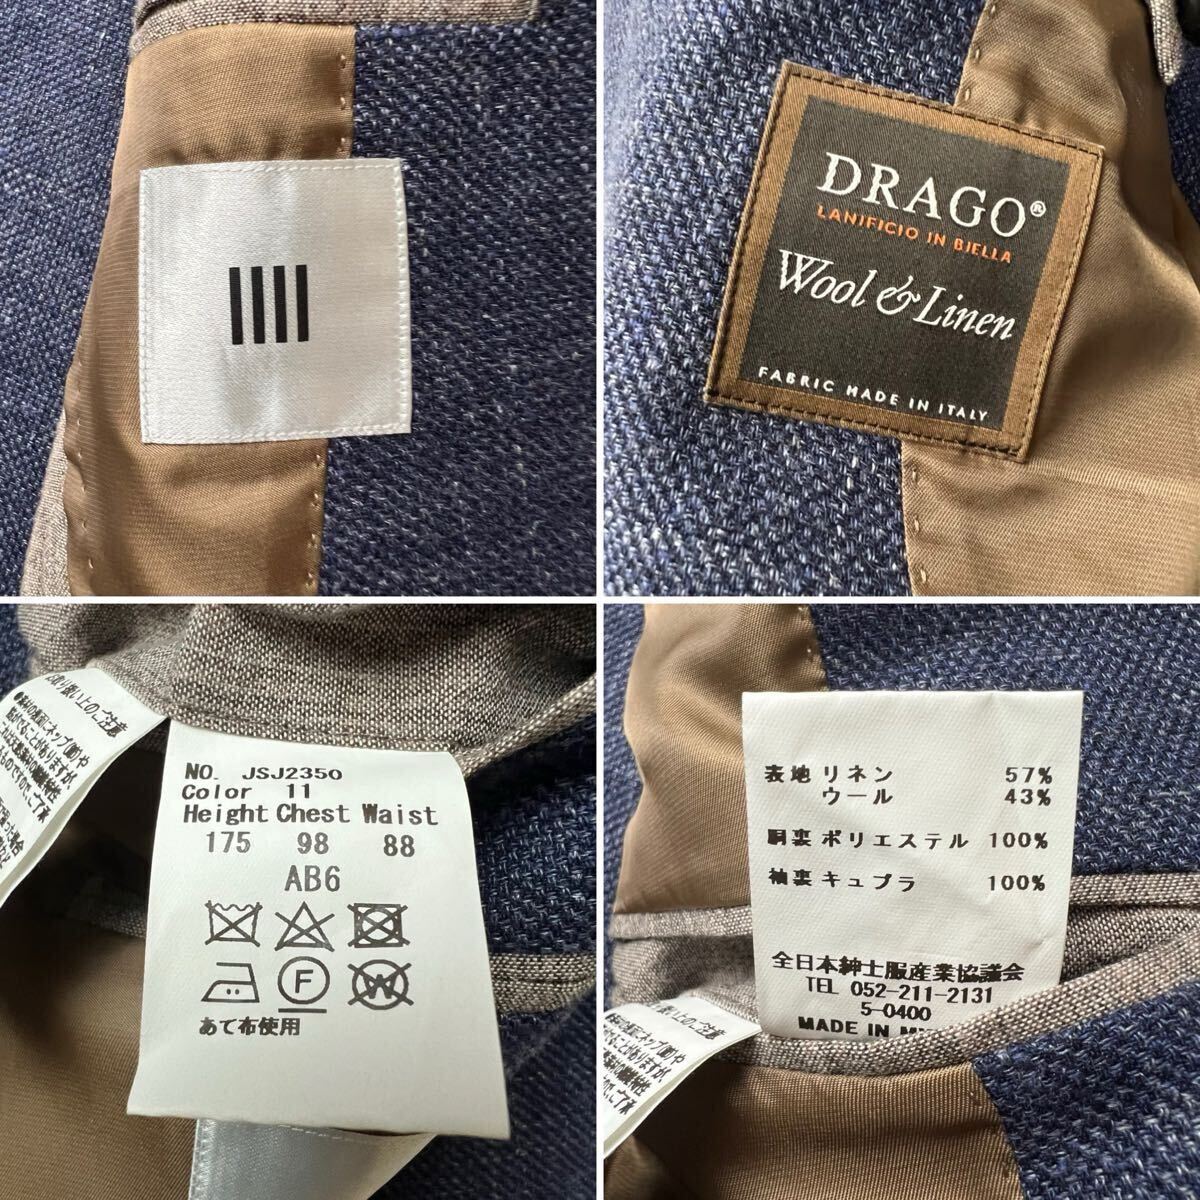 DRAGO®
LANIFICIO IN BIELLA
Wool & Linen
FABRIC MADE IN ITALY
NO. JSJ2350
Color 11
Height Chest Waist
175 98 88
AB6
F
W
あて布使用
表地 リネン 57%
ウール 43%
胴裏 ポリエステル 100%
袖裏 キュプラ 100%
全日本紳士服産業協議会
TEL 052-211-2131
5-0400
MADE IN